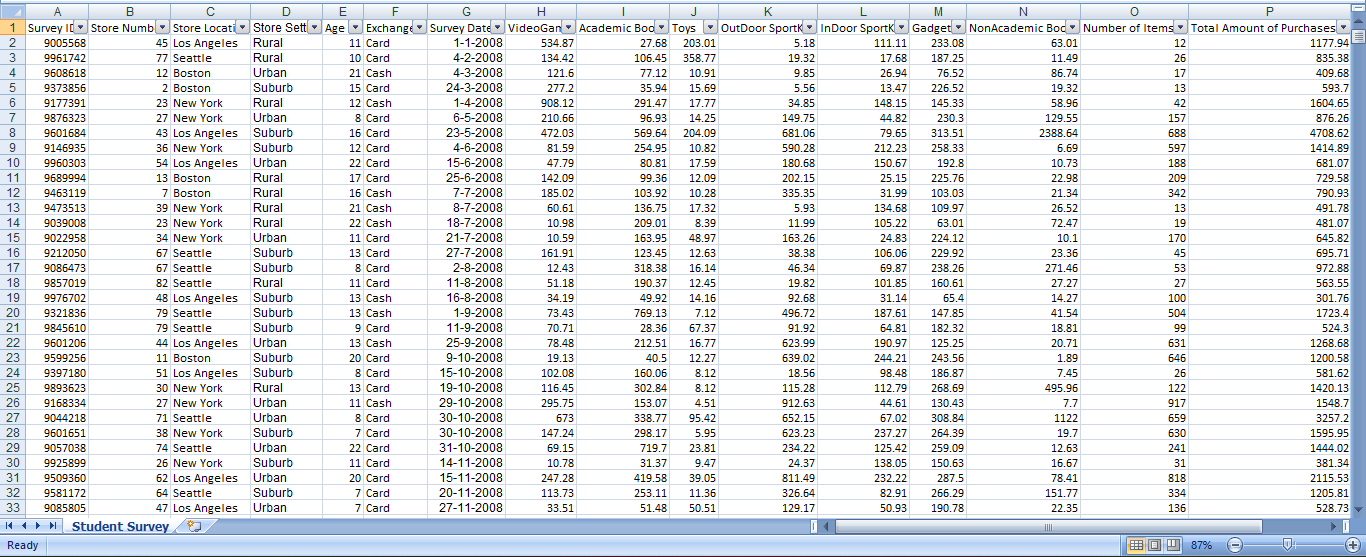 A B C D E F G H I J K L M N O P
1 Survey ID Store Numb Store Locati Store Sett Age Exchange Survey Date VideoGan Academic Boo Toys OutDoor SportK InDoor SportK Gadget NonAcademic Boo Number of Items Total Amount of Purchases
2 9005568 45 Los Angeles Rural 11 Card 1-1-2008 534.87 27.68 203.01 5.18 111.11 233.08 63.01 12 1177.94
3 9961742 77 Seattle Rural 10 Card 4-2-2008 134.42 106.45 358.77 19.32 17.68 187.25 11.49 26 835.38
4 9608618 12 Boston Urban 21 Cash 4-3-2008 121.6 77.12 10.91 9.85 26.94 76.52 86.74 17 409.68
5 9373856 2 Boston Suburb 15 Card 24-3-2008 277.2 35.94 15.69 5.56 13.47 226.52 19.32 13 593.7
6 9177391 23 New York Rural 12 Cash 1-4-2008 908.12 291.47 17.77 34.85 148.15 145.33 58.96 42 1604.65
7 9876323 27 New York Urban 8 Card 6-5-2008 210.66 96.93 14.25 149.75 44.82 230.3 129.55 157 876.26
8 9601684 43 Los Angeles Suburb 16 Card 23-5-2008 472.03 569.64 204.09 681.06 79.65 313.51 2388.64 688 4708.62
9 9146935 36 New York Suburb 12 Card 4-6-2008 81.59 254.95 10.82 590.28 212.23 258.33 6.69 597 1414.89
10 9960303 54 Los Angeles Urban 22 Card 15-6-2008 47.79 80.81 17.59 180.68 150.67 192.8 10.73 188 681.07
11 9689994 13 Boston Rural 17 Card 25-6-2008 142.09 99.36 12.09 202.15 25.15 225.76 22.98 209 729.58
12 9463119 7 Boston Rural 16 Cash 7-7-2008 185.02 103.92 10.28 335.35 31.99 103.03 21.34 342 790.93
13 9473513 39 New York Rural 21 Cash 8-7-2008 60.61 136.75 17.32 5.93 134.68 109.97 26.52 13 491.78
14 9039008 23 New York Rural 22 Cash 18-7-2008 10.98 209.01 8.39 11.99 105.22 63.01 72.47 19 481.07
15 9022958 34 New York Urban 11 Card 21-7-2008 10.59 163.95 48.97 163.26 24.83 224.12 10.1 170 645.82
16 9212050 67 Seattle Suburb 13 Card 27-7-2008 161.91 123.45 12.63 38.38 106.06 229.92 23.36 45 695.71
17 9086473 67 Seattle Suburb 8 Card 2-8-2008 12.43 318.38 16.14 46.34 69.87 238.26 271.46 53 972.88
18 9857019 82 Seattle Rural 11 Card 11-8-2008 51.18 190.37 12.45 19.82 101.85 160.61 27.27 27 563.55
19 9976702 48 Los Angeles Suburb 13 Cash 16-8-2008 34.19 49.92 14.16 92.68 31.14 65.4 14.27 100 301.76
20 9321836 79 Seattle Suburb 13 Cash 1-9-2008 73.43 769.13 7.12 496.72 187.61 147.85 41.54 504 1723.4
21 9845610 79 Seattle Suburb 9 Card 11-9-2008 70.71 28.36 67.37 91.92 64.81 182.32 18.81 99 524.3
22 9601206 44 Los Angeles Urban 13 Cash 25-9-2008 78.48 212.51 16.77 623.99 190.97 125.25 20.71 631 1268.68
23 9599256 11 Boston Suburb 20 Card 9-10-2008 19.13 40.5 12.27 639.02 244.21 243.56 1.89 646 1200.58
24 9397180 51 Los Angeles Suburb 8 Card 15-10-2008 102.08 160.06 8.12 18.56 98.48 186.87 7.45 26 581.62
25 9893623 30 New York Rural 13 Card 19-10-2008 116.45 302.84 8.12 115.28 112.79 268.69 495.96 122 1420.13
26 9168334 27 New York Urban 11 Cash 29-10-2008 295.75 153.07 4.51 912.63 44.61 130.43 7.7 917 1548.7
27 9044218 71 Seattle Urban 8 Card 30-10-2008 673 338.77 95.42 652.15 67.02 308.84 1122 659 3257.2
28 9601651 38 New York Suburb 7 Card 30-10-2008 147.24 298.17 5.95 623.23 237.27 264.39 19.7 630 1595.95
29 9057038 74 Seattle Urban 22 Card 31-10-2008 69.15 719.7 23.81 234.22 125.42 259.09 12.63 241 1444.02
30 9925899 26 New York Suburb 11 Card 14-11-2008 10.78 31.37 9.47 24.37 138.05 150.63 16.67 31 381.34
31 9509360 62 Los Angeles Urban 20 Card 15-11-2008 247.28 419.58 39.05 811.49 232.22 287.5 78.41 818 2115.53
32 9581172 64 Seattle Suburb 7 Card 20-11-2008 113.73 253.11 11.36 326.64 82.91 266.29 151.77 334 1205.81
33 9085805 47 Los Angeles Urban 7 Card 27-11-2008 33.51 51.48 50.51 129.17 50.93 190.78 22.35 136 528.73
Student Survey
Ready 87%